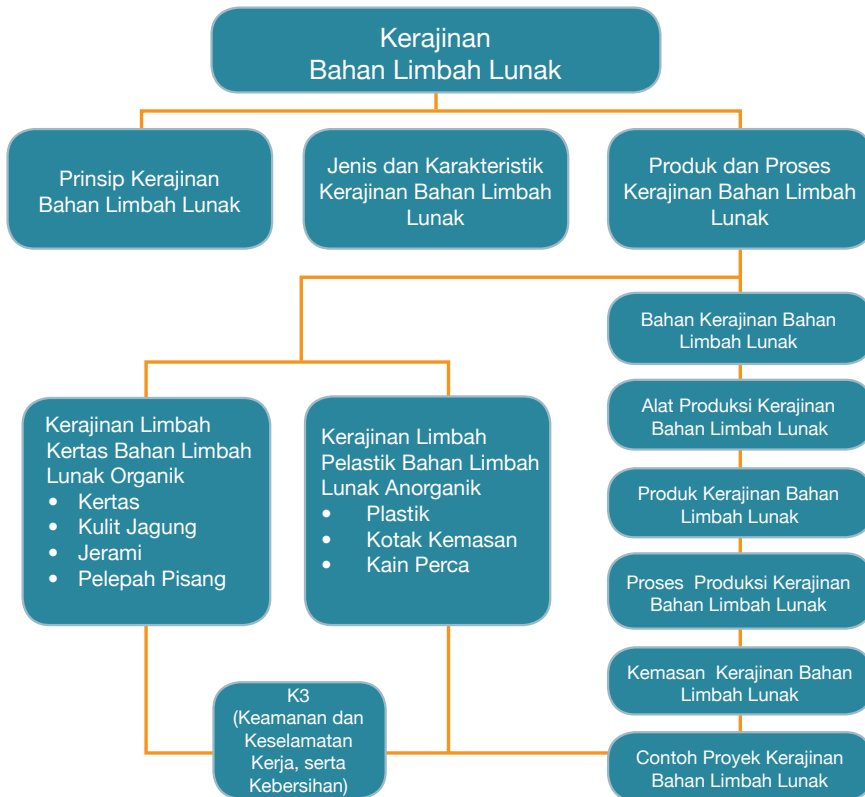 Kerajinan
Bahan Limbah Lunak
Prinsip Kerajinan
Bahan Limbah Lunak
Jenis dan Karakteristik
Kerajinan Bahan Limbah
Lunak
Produk dan Proses
Kerajinan Bahan Limbah
Lunak
Kerajinan Limbah
Kertas Bahan Limbah
Lunak Organik
• Kertas
• Kulit Jagung
• Jerami
• Pelepah Pisang
Kerajinan Limbah
Pelastik Bahan Limbah
Lunak Anorganik
• Plastik
• Kotak Kemasan
• Kain Perca
Bahan Kerajinan Bahan
Limbah Lunak
Alat Produksi Kerajinan
Bahan Limbah Lunak
Produk Kerajinan Bahan
Limbah Lunak
Proses Produksi Kerajinan
Bahan Limbah Lunak
Kemasan Kerajinan Bahan
Limbah Lunak
Contoh Proyek Kerajinan
Bahan Limbah Lunak
K3
(Keamanan dan
Keselamatan
Kerja, serta
Kebersihan)